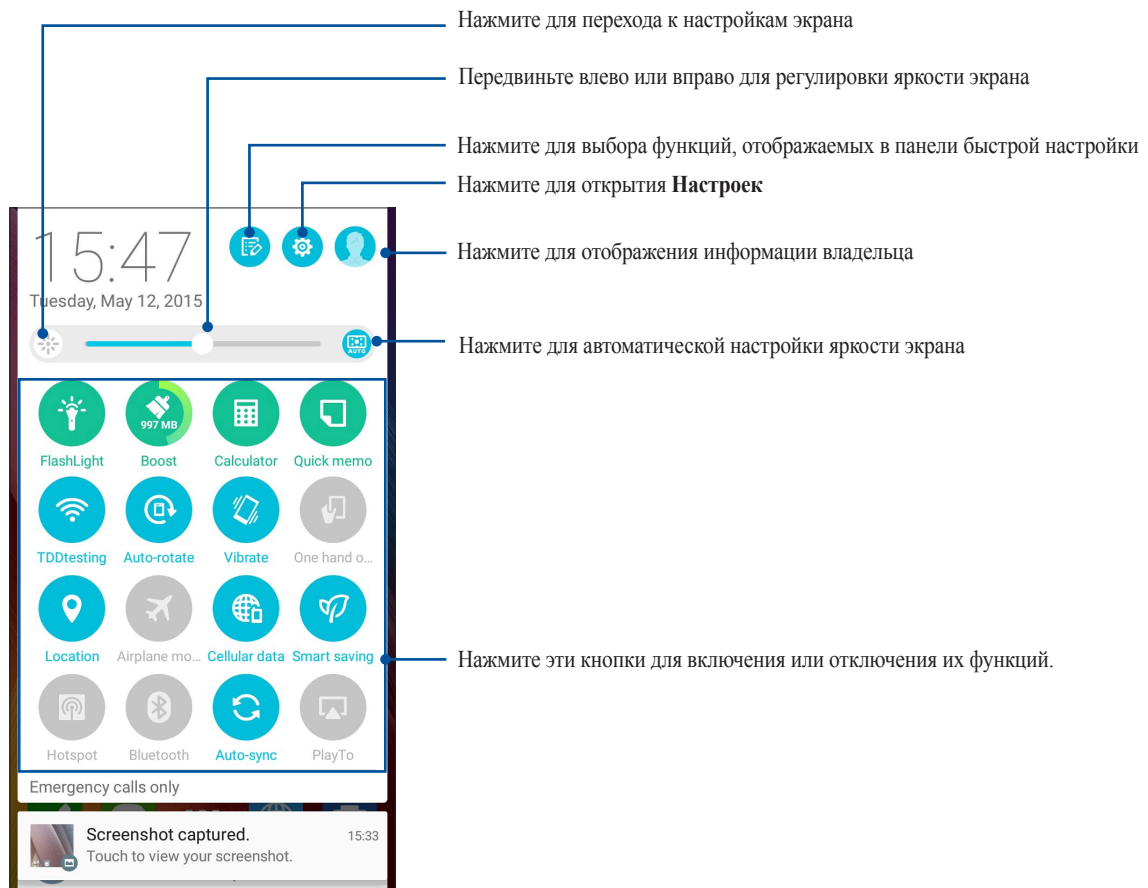 Нажмите для перехода к настройкам экрана
Передвиньте влево или вправо для регулировки яркости экрана
Нажмите для выбора функций, отображаемых в панели быстрой настройки
Нажмите для открытия Настроек
Нажмите для отображения информации владельца
15:47
Tuesday, May 12, 2015
AUTO
Нажмите для автоматической настройки яркости экрана
997 MB
FlashLight Boost Calculator Quick memo
TDDtesting Auto-rotate Vibrate One hand o...
Location Airplane mo... Cellular data Smart saving
Нажмите эти кнопки для включения или отключения их функций.
Hotspot Bluetooth Auto-sync PlayTo
Emergency calls only
Screenshot captured. 15:33
Touch to view your screenshot.